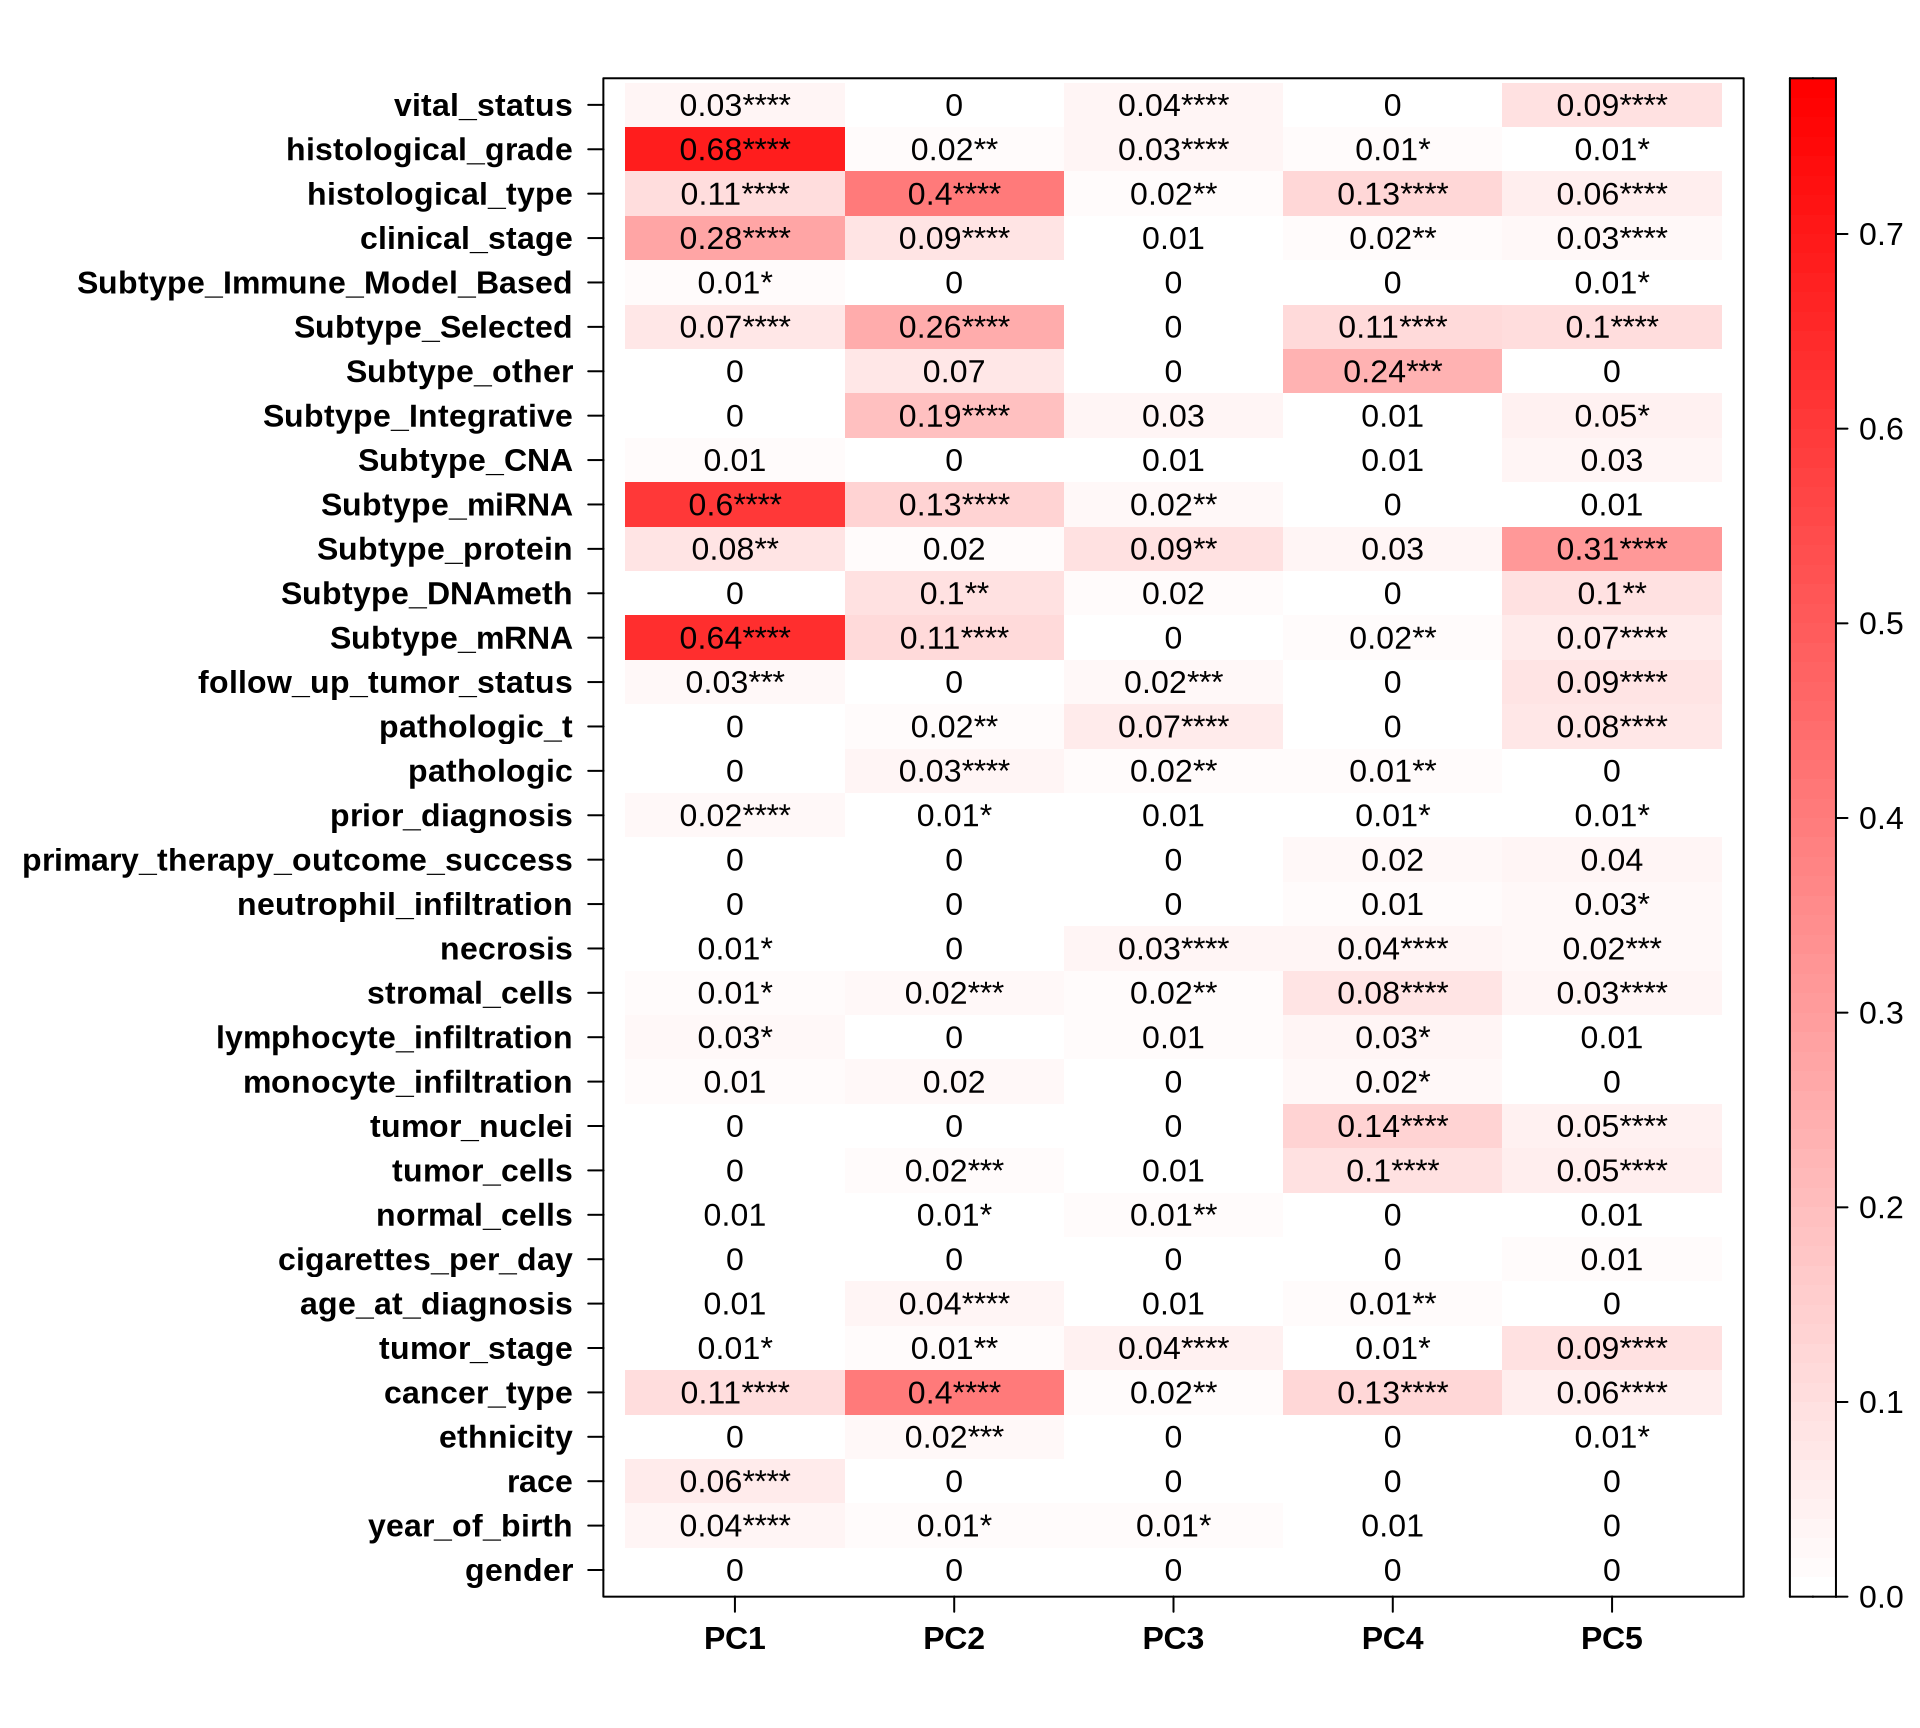 vital_status 0.03**** 0 0.04**** 0 0.09****
histological_grade 0.68**** 0.02** 0.03**** 0.01* 0.01*
histological_type 0.11**** 0.4**** 0.02** 0.13**** 0.06****
clinical_stage 0.28**** 0.09**** 0.01 0.02** 0.03****
Subtype_Immune_Model_Based 0.01* 0 0 0 0.01*
Subtype_Selected 0.07**** 0.26**** 0 0.11**** 0.1****
Subtype_other 0 0.07 0 0.24*** 0
Subtype_Integrative 0 0.19**** 0.03 0.01 0.05*
Subtype_CNA 0.01 0 0.01 0.01 0.03
Subtype_miRNA 0.6**** 0.13**** 0.02** 0 0.01
Subtype_protein 0.08** 0.02 0.09** 0.03 0.31****
Subtype_DNAmeth 0 0.1** 0.02 0 0.1**
Subtype_mRNA 0.64**** 0.11**** 0 0.02** 0.07****
follow_up_tumor_status 0.03*** 0 0.02*** 0 0.09****
pathologic_t 0 0.02** 0.07**** 0 0.08****
pathologic 0 0.03**** 0.02** 0.01** 0
prior_diagnosis 0.02**** 0.01* 0.01 0.01* 0.01*
primary_therapy_outcome_success 0 0 0 0.02 0.04
neutrophil_infiltration 0 0 0 0.01 0.03*
necrosis 0.01* 0 0.03**** 0.04**** 0.02***
stromal_cells 0.01* 0.02*** 0.02** 0.08**** 0.03****
lymphocyte_infiltration 0.03* 0 0.01 0.03* 0.01
monocyte_infiltration 0.01 0.02 0 0.02* 0
tumor_nuclei 0 0 0 0.14**** 0.05****
tumor_cells 0 0.02*** 0.01 0.1**** 0.05****
normal_cells 0.01 0.01* 0.01** 0 0.01
cigarettes_per_day 0 0 0 0 0.01
age_at_diagnosis 0.01 0.04**** 0.01 0.01** 0
tumor_stage 0.01* 0.01** 0.04**** 0.01* 0.09****
cancer_type 0.11**** 0.4**** 0.02** 0.13**** 0.06****
ethnicity 0 0.02*** 0 0 0.01*
race 0.06**** 0 0 0 0
year_of_birth 0.04**** 0.01* 0.01* 0.01 0
gender 0 0 0 0 0
PC1 PC2 PC3 PC4 PC5
0.7
0.6
0.5
0.4
0.3
0.2
0.1
0.0